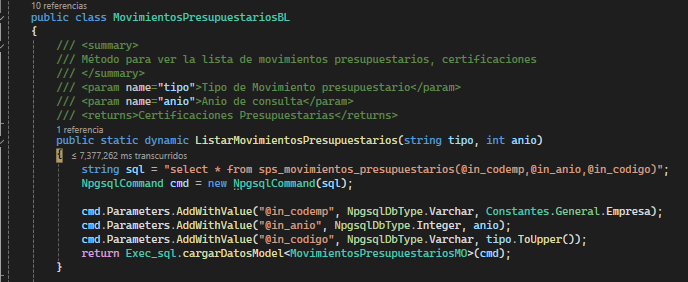 10 referencias
public class MovimientosPresupuestariosBL
{
/// <summary>
/// Método para ver la lista de movimientos presupuestarios, certificaciones
/// </summary>
/// <param name="tipo">Tipo de Movimiento presupuestario</param>
/// <param name="anio">Anio de consulta</param>
/// <returns>Certificaciones Presupuestarias</returns>
1 referencia
public static dynamic ListarMovimientosPresupuestarios(string tipo, int anio)
{ ≤ 7,377,262 ms transcurridos
string sql = "select * from sps_movimientos_presupuestarios(@in_codemp,@in_anio,@in_codigo)";
NpgsqlCommand cmd = new NpgsqlCommand(sql);
cmd.Parameters.AddWithValue("@in_codemp", NpgsqlDbType.Varchar, Constantes.General.Empresa);
cmd.Parameters.AddWithValue("@in_anio", NpgsqlDbType.Integer, anio);
cmd.Parameters.AddWithValue("@in_codigo", NpgsqlDbType.Varchar, tipo.ToUpper());
return Exec_sql.cargarDatosModel<MovimientosPresupuestariosMO>(cmd);
}